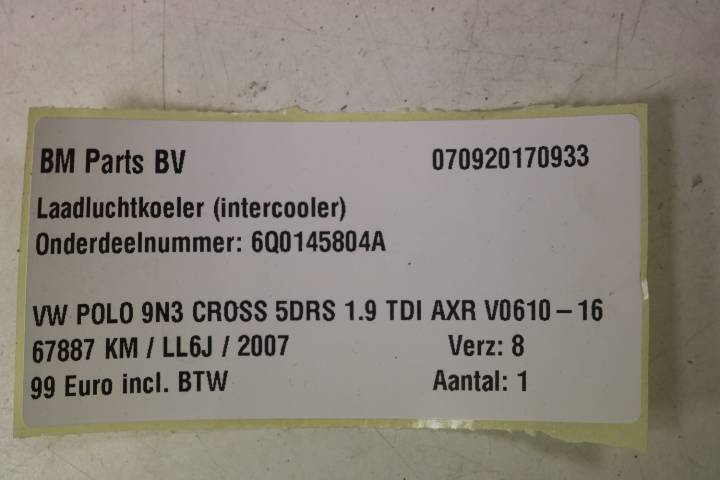 BM Parts BV 070920170933
Laadluchtkoeler (intercooler)
Onderdeelnummer: 6Q0145804A
VW POLO 9N3 CROSS 5DRS 1.9 TDI AXR V0610-16
67887 KM / LL6J / 2007 Verz: 8
99 Euro incl. BTW Aantal: 1